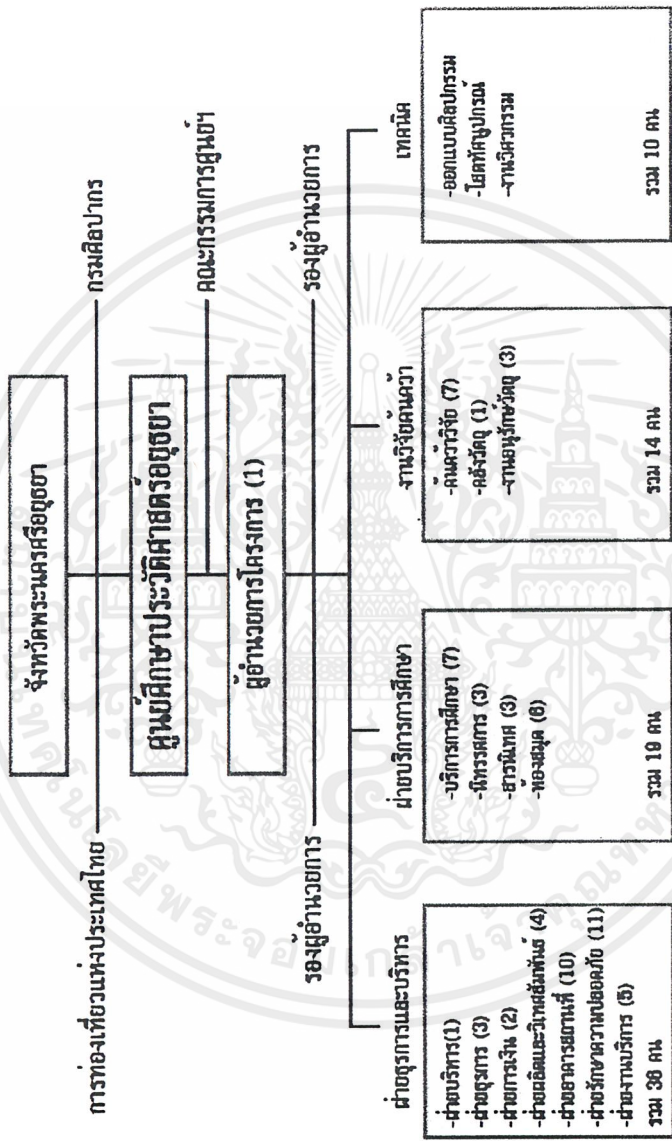 จังหวัดพระนครศรีอยุธยา
การท่องเที่ยวแห่งประเทศไทย
กรมศิลปากร
ศูนย์ศึกษาประวัติศาสตร์อยุธยา
คณะกรรมการศูนย์ฯ
ผู้อำนวยการโครงการ (1)
รองผู้อำนวยการ
รองผู้อำนวยการ
ฝ่ายธุรการและบริหาร
-ฝ่ายบริหาร(1)
-ฝ่ายธุรการ (3)
-ฝ่ายการเงิน (2)
-ฝ่ายผลิตและวิเทศสัมพันธ์ (4)
-ฝ่ายอาคารสถานที่ (10)
-ฝ่ายรักษาความปลอดภัย (11)
-ฝ่ายงานบริการ (5)
รวม 36 คน
ฝ่ายบริการการศึกษา
-บริการการศึกษา (7)
-นิทรรศการ (3)
-สารนิเทศ (3)
-ห้องสมุด (6)
รวม 19 คน
งานวิจัยค้นคว้า
-ค้นคว้าวิจัย (7)
-คลังวัตถุ (1)
-งานอนุรักษ์วัตถุ (3)
รวม 14 คน
เทคนิค
-ออกแบบศิลปกรรม
-โสตทัศนูปกรณ์
-งานวิศวกรรม
รวม 10 คน